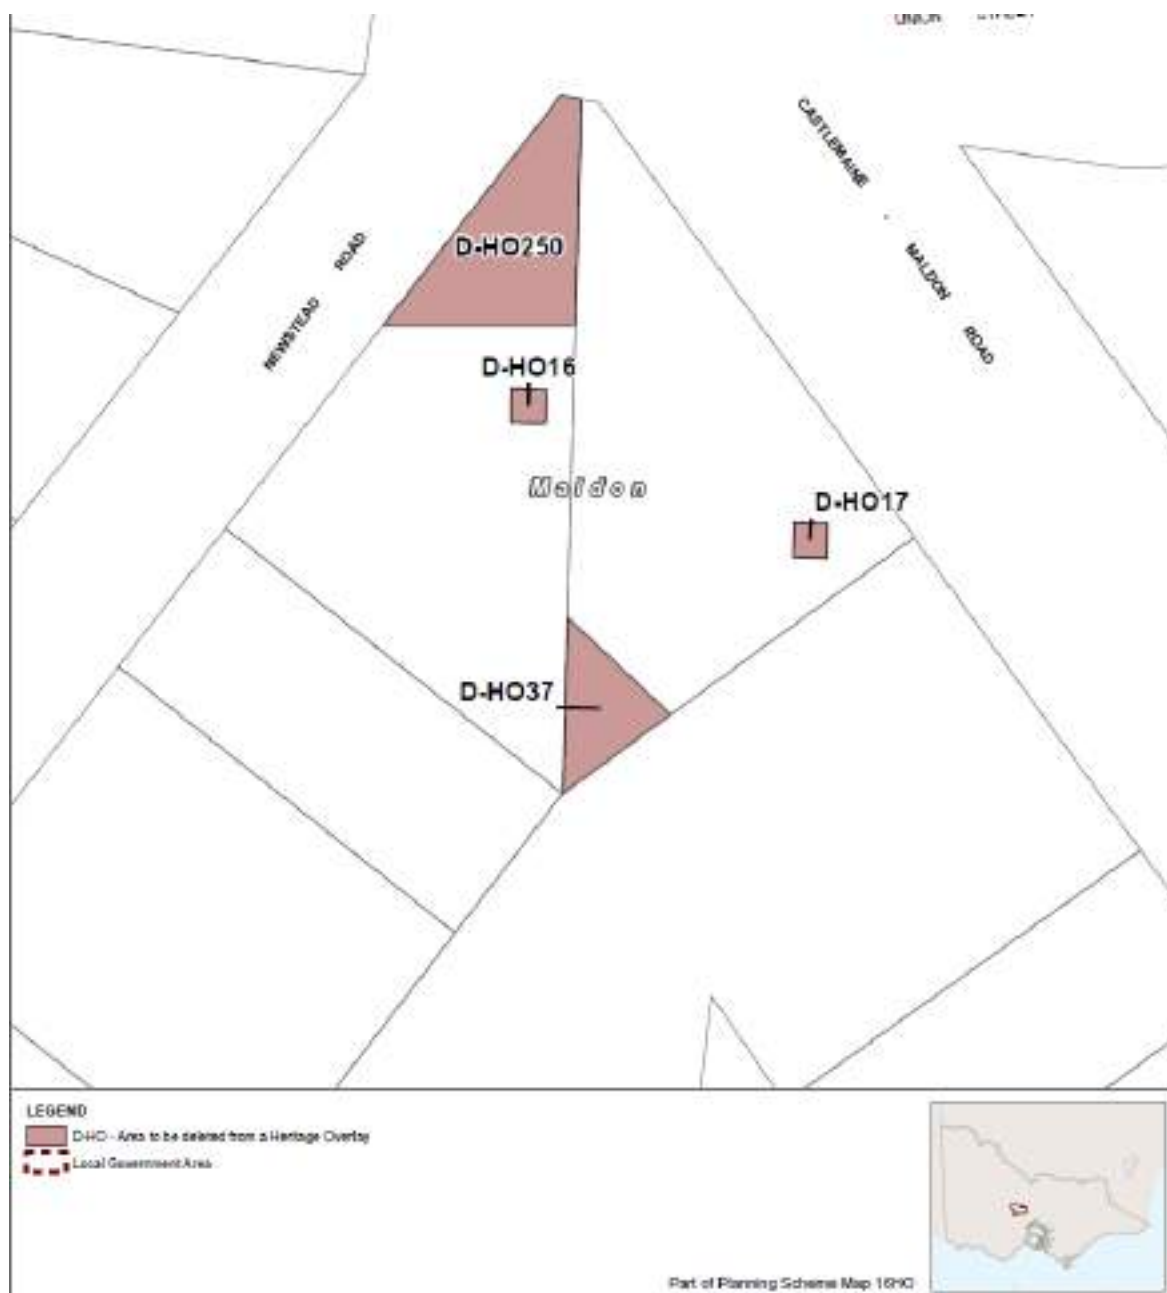 CASTLEMAINE - MALDON ROAD
D-HO250
NEWSTEAD ROAD
D-HO16
Maldon
D-HO17
D-HO37
LEGEND
D-HO - Area to be deleted from a Heritage Overlay
Local Government Area
Part of Planning Scheme Map 16HO